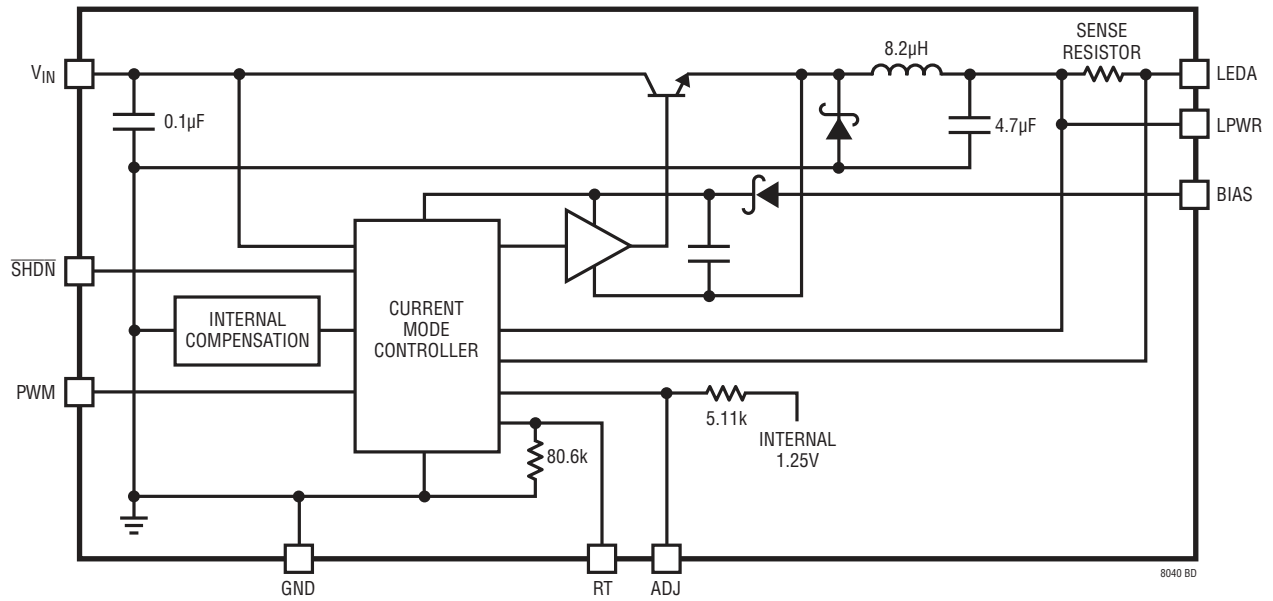 SENSE
RESISTOR
8.2µH
VIN
LEDA
0.1µF
4.7µF
LPWR
BIAS
SHDN
INTERNAL
COMPENSATION
CURRENT
MODE
CONTROLLER
PWM
5.11k
INTERNAL
1.25V
80.6k
GND
RT
ADJ
8040 BD